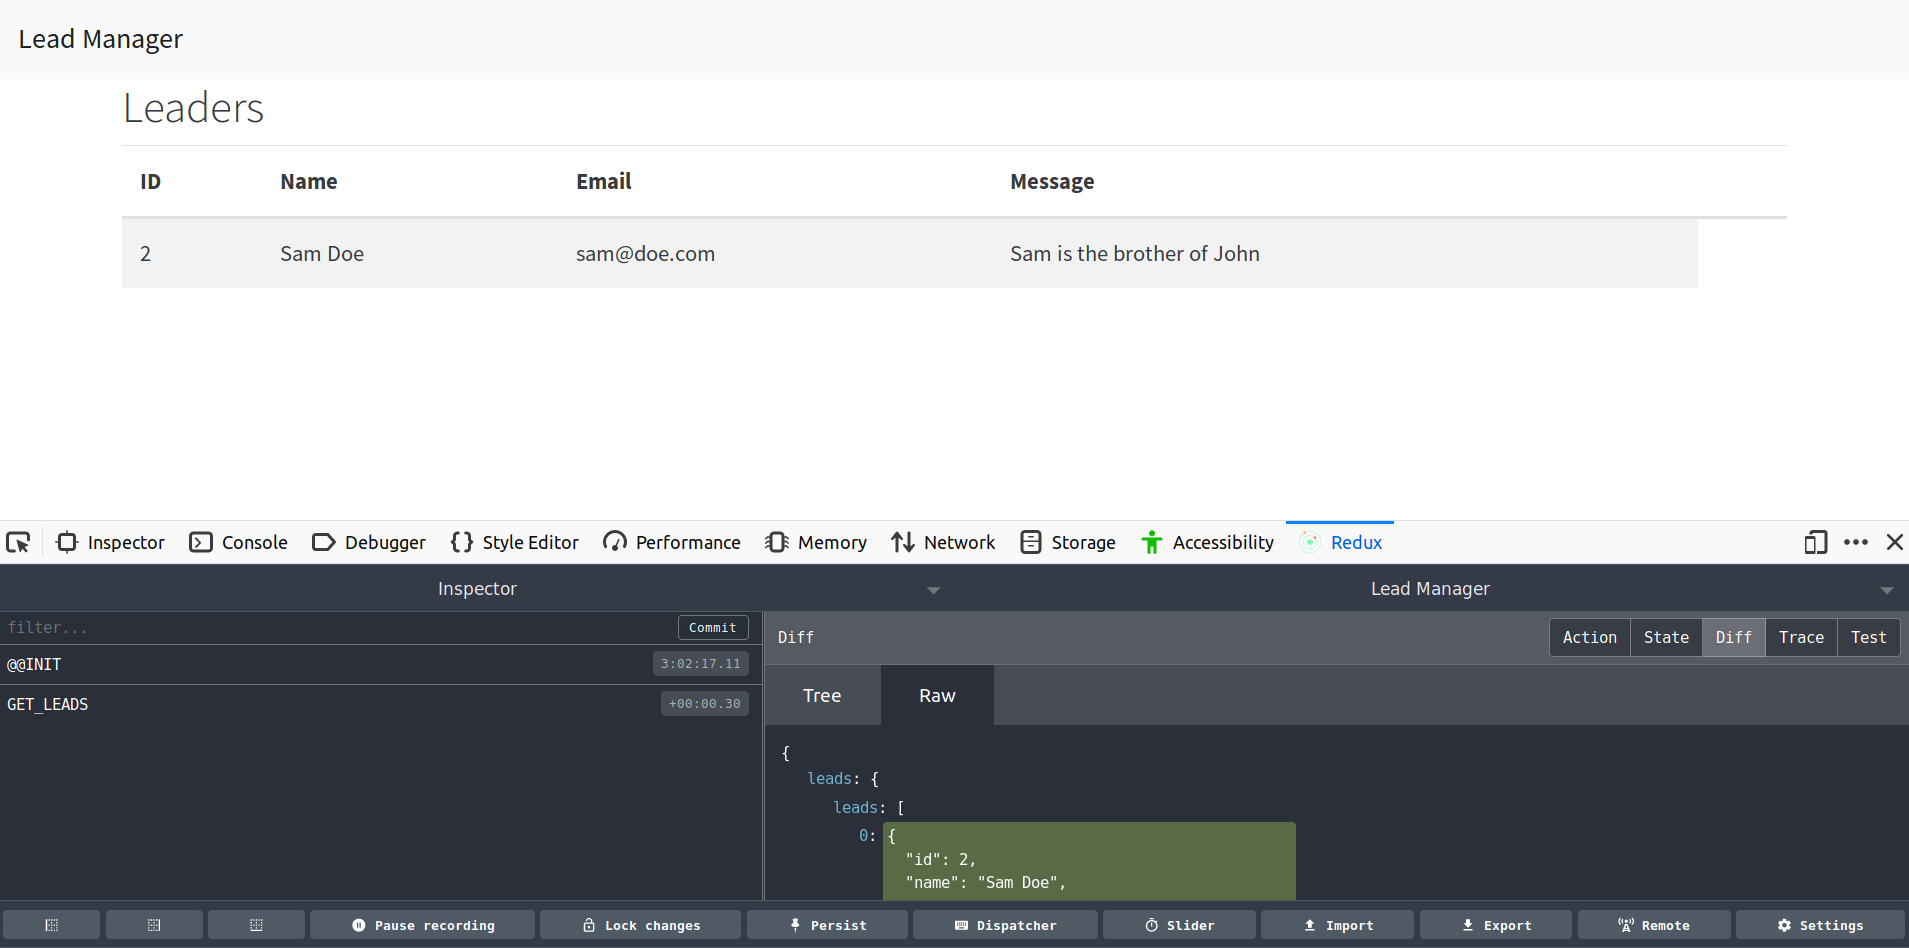 Lead Manager
Leaders
ID Name Email Message
2 Sam Doe sam@doe.com Sam is the brother of John
Inspector Console Debugger Style Editor Performance Memory Network Storage Accessibility Redux
Inspector Lead Manager
filter... Commit
@@INIT 3:02:17.11
GET_LEADS +00:00.30
Diff Action State Diff Trace Test
Tree Raw
{
leads: {
leads: [
0: {
"id": 2,
"name": "Sam Doe",
Pause recording Lock changes Persist Dispatcher Slider Import Export Remote Settings